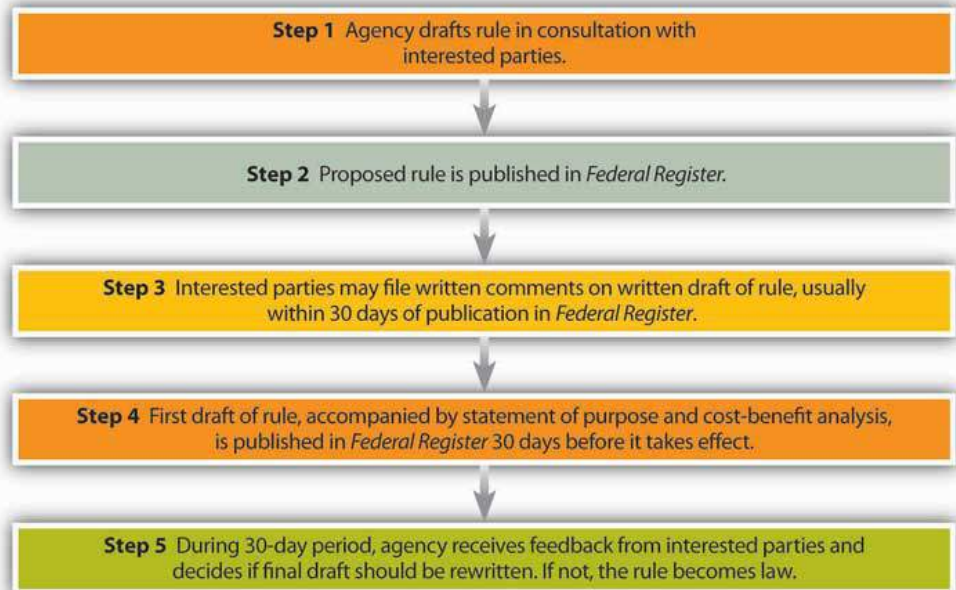 Step 1 Agency drafts rule in consultation with
interested parties.
Step 2 Proposed rule is published in Federal Register.
Step 3 Interested parties may file written comments on written draft of rule, usually
within 30 days of publication in Federal Register.
Step 4 First draft of rule, accompanied by statement of purpose and cost-benefit analysis,
is published in Federal Register 30 days before it takes effect.
Step 5 During 30-day period, agency receives feedback from interested parties and
decides if final draft should be rewritten. If not, the rule becomes law.